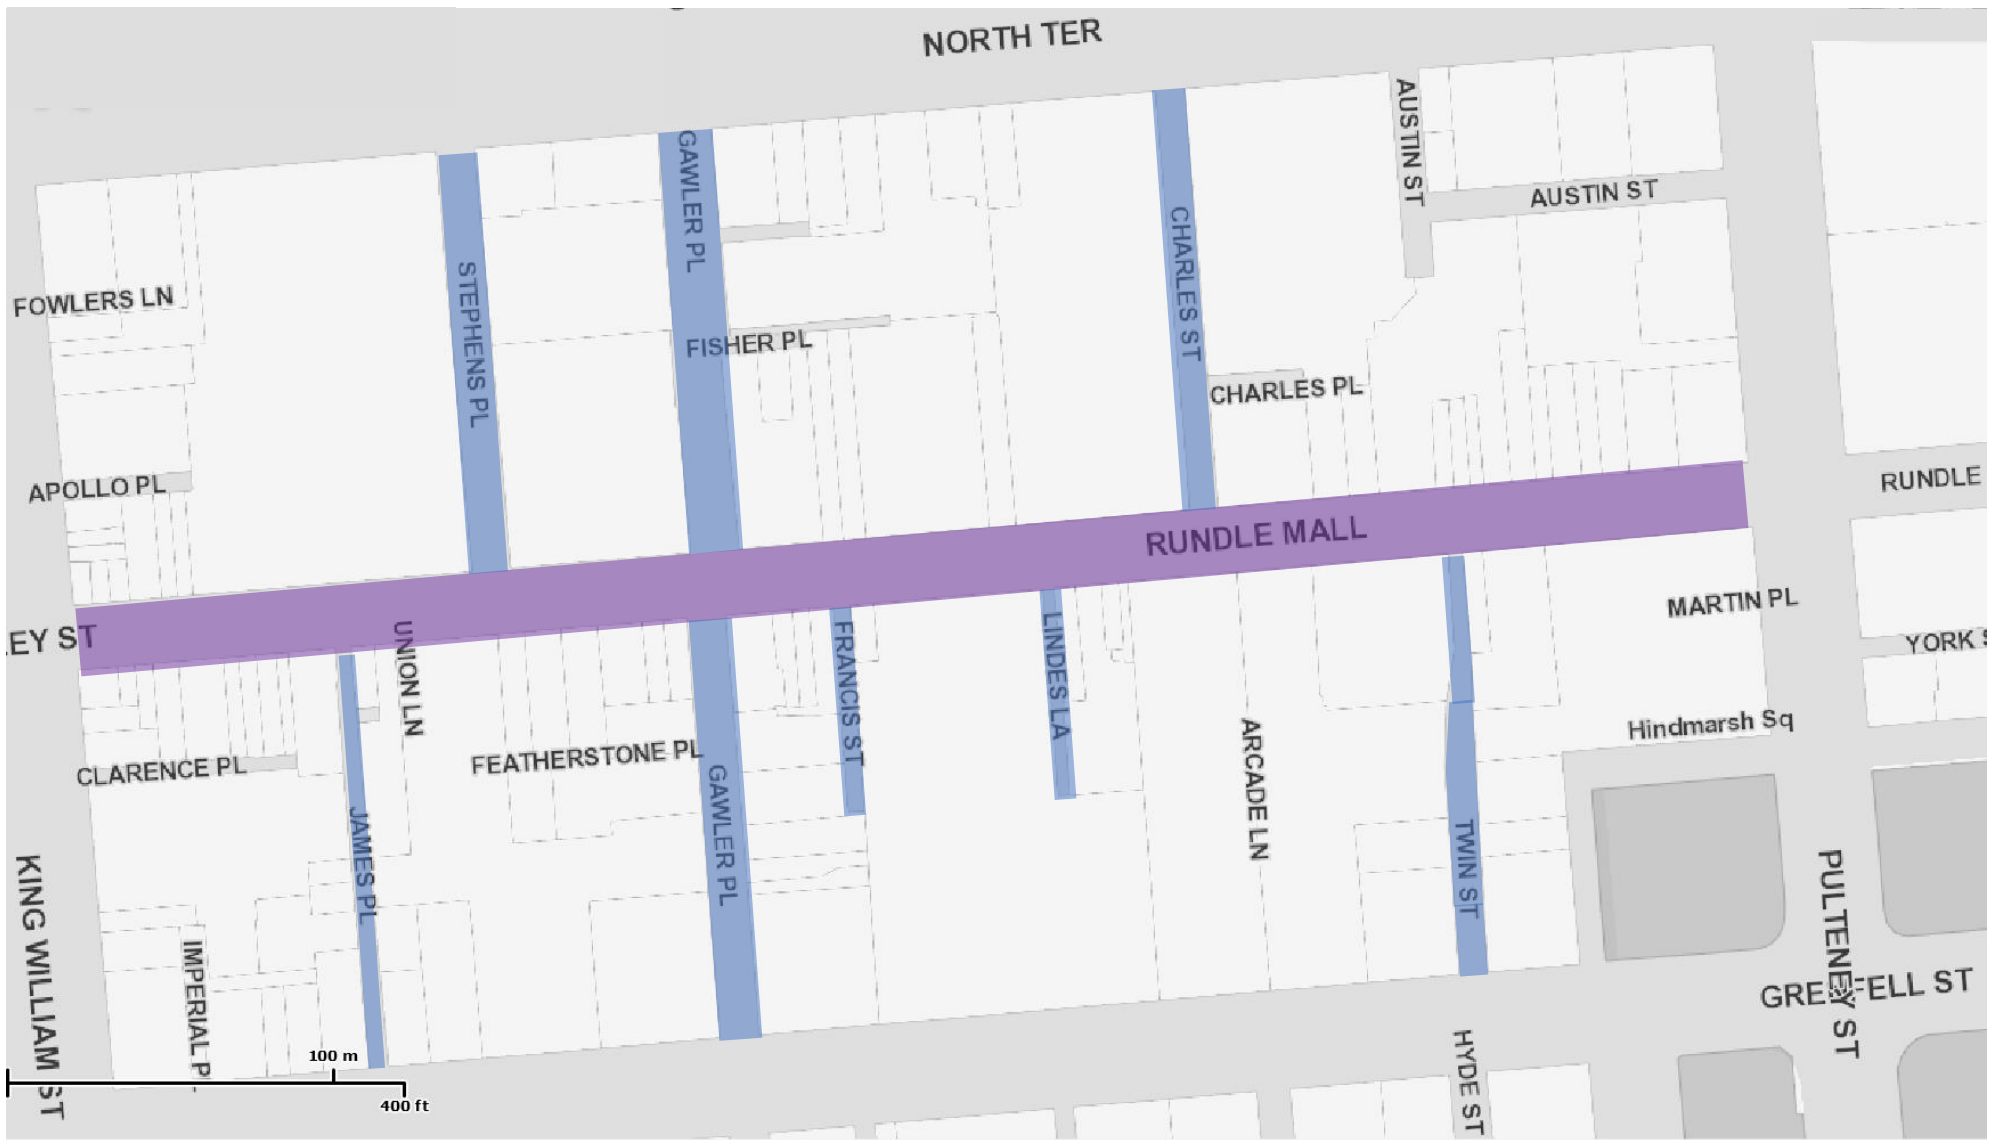 NORTH TER
AUSTIN ST
GAWLER PL
AUSTIN ST
CHARLES ST
STEPHENS PL
FOWLERS LN
FISHER PL
CHARLES PL
APOLLO PL
RUNDLE
RUNDLE MALL
MARTIN PL
EY ST
YORK
UNION LN
FRANCIS ST
LINDES LA
Hindmarsh Sq
FEATHERSTONE PL
CLARENCE PL
ARCADE LN
GAWLER PL
JAMES PL
TWIN ST
KING WILLIAM ST
PULTENEY ST
IMPERIAL P
GRENFELL ST
HYDE ST
100 m
400 ft